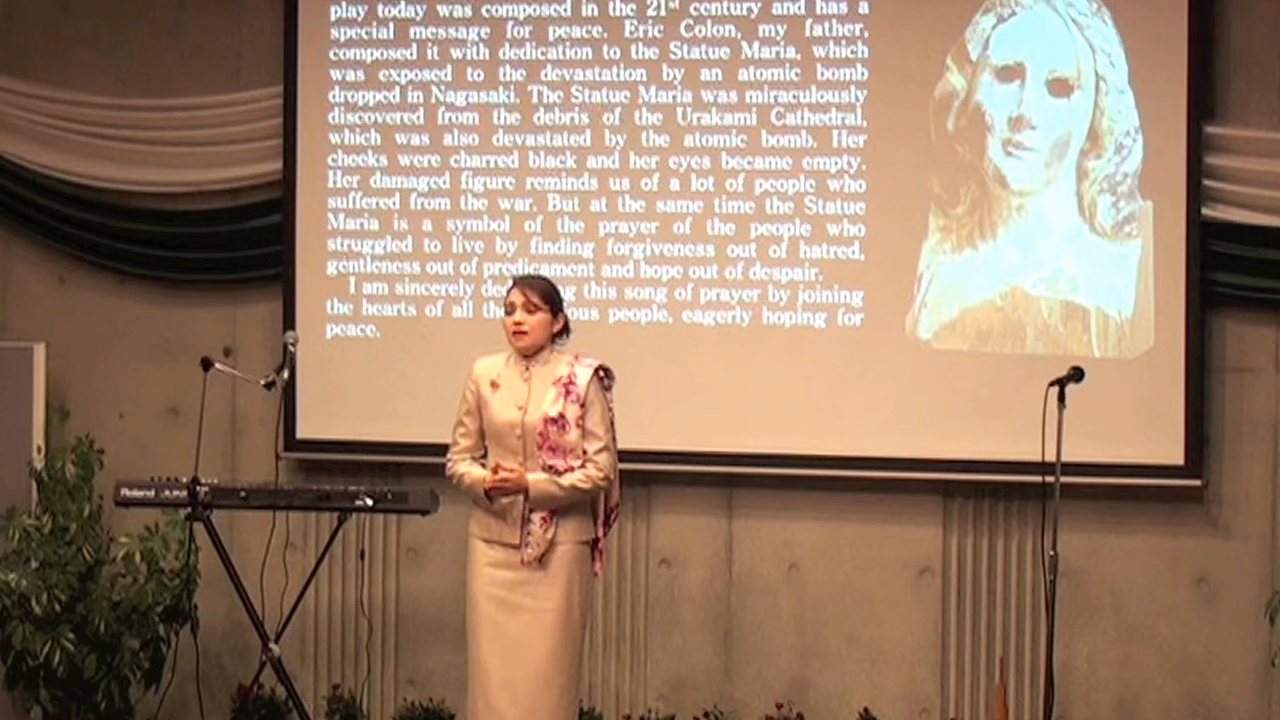 play today was composed in the 21st century and has a
special message for peace. Eric Colon, my father,
composed it with dedication to the Statue Maria, which
was exposed to the devastation by an atomic bomb
dropped in Nagasaki. The Statue Maria was miraculously
discovered from the debris of the Urakami Cathedral,
which was also devastated by the atomic bomb. Her
cheeks were charred black and her eyes became empty.
Her damaged figure reminds us of a lot of people who
suffered from the war. But at the same time the Statue
Maria is a symbol of the prayer of the people who
struggled to live by finding forgiveness out of hatred,
gentleness out of predicament and hope out of despair.
I am sincerely g this song of prayer by joining
the hearts of all ous people, eagerly hoping for
peace.
Roland